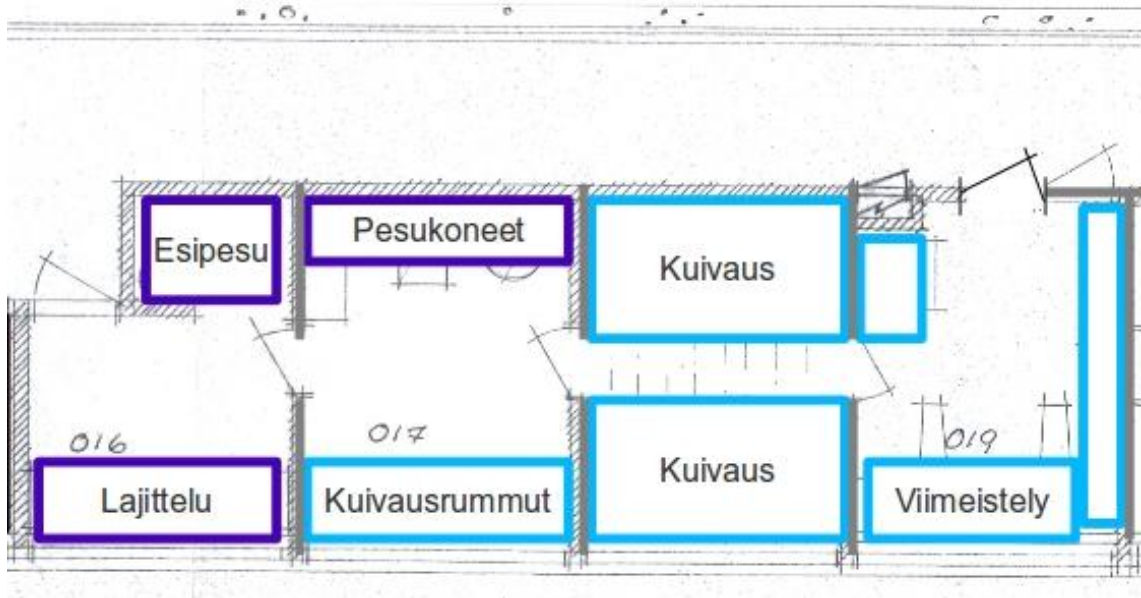 Esipesu
Pesukoneet
Kuivaus
016
017
019
Lajittelu
Kuivausrummut
Kuivaus
Viimeistely